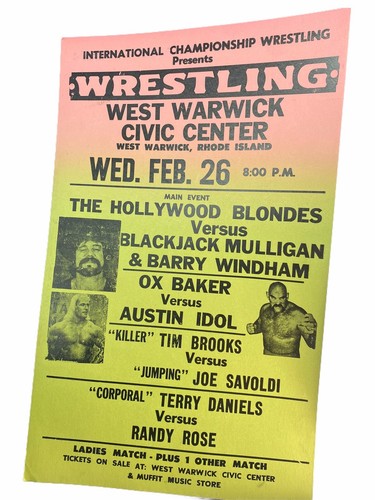 INTERNATIONAL CHAMPIONSHIP WRESTLING
Presents
WRESTLING
WEST WARWICK
CIVIC CENTER
WEST WARWICK, RHODE ISLAND
WED. FEB. 26 8:00 P.M.
MAIN EVENT
THE HOLLYWOOD BLONDES
Versus
BLACKJACK MULLIGAN
& BARRY WINDHAM
OX BAKER
Versus
AUSTIN IDOL
"KILLER" TIM BROOKS
Versus
"JUMPING" JOE SAVOLDI
"CORPORAL" TERRY DANIELS
Versus
RANDY ROSE
LADIES MATCH - PLUS 1 OTHER MATCH
TICKETS ON SALE AT: WEST WARWICK CIVIC CENTER
& MUFFIT MUSIC STORE